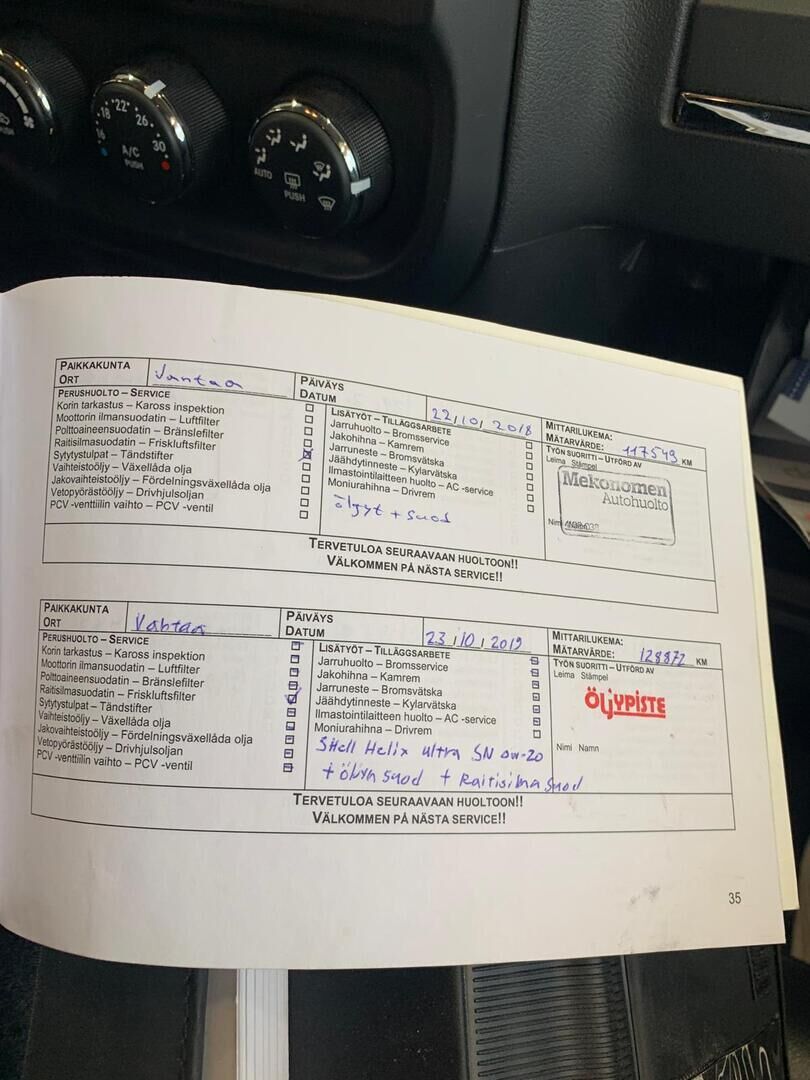 16 18 22 26 30
A/C
PUSH
AUTO
PUSH
PAIKKAKUNTA
ORT
Vantaa
PÄIVÄYS
DATUM
22/10/2018
MITTARILUKEMA:
MÄTARVÄRDE: 117549 KM
PERUSHUOLTO – SERVICE
Korin tarkastus – Kaross inspektion
Moottorin ilmansuodatin – Luftfilter
Polttoaineensuodatin – Bränslefilter
Raitisilmasuodatin – Friskluftsfilter
Sytytystulpat – Tändstifter
Vaihteistoöljy – Växellåda olja
Jakovaihteistoöljy – Fördelningsväxellåda olja
Vetopyörästööljy – Drivhjulsoljan
PCV -venttiilin vaihto – PCV -ventil
LISÄTYÖT – TILLÄGGSARBETE
Jarruhuolto – Bromsservice
Jakohihna – Kamrem
Jarruneste – Bromsvätska
Jäähdytinneste – Kylarvätska
Ilmastointilaitteen huolto – AC -service
Moniurahihna – Drivrem
öljyt + suod
TYÖN SUORITTI - UTFÖRD AV
Leima Stämpel
Mekonomen
Autohuolto
Nimi
TERVETULOA SEURAAVAAN HUOLTOON!!
VÄLKOMMEN PÅ NÄSTA SERVICE!!
PAIKKAKUNTA
ORT
Vantaa
PÄIVÄYS
DATUM
23/10/2019
MITTARILUKEMA:
MÄTARVÄRDE: 128872 KM
PERUSHUOLTO – SERVICE
Korin tarkastus – Kaross inspektion
Moottorin ilmansuodatin – Luftfilter
Polttoaineensuodatin – Bränslefilter
Raitisilmasuodatin – Friskluftsfilter
Sytytystulpat – Tändstifter
Vaihteistoöljy – Växellåda olja
Jakovaihteistoöljy – Fördelningsväxellåda olja
Vetopyörästööljy – Drivhjulsoljan
PCV -venttiilin vaihto – PCV -ventil
LISÄTYÖT – TILLÄGGSARBETE
Jarruhuolto – Bromsservice
Jakohihna – Kamrem
Jarruneste – Bromsvätska
Jäähdytinneste – Kylarvätska
Ilmastointilaitteen huolto – AC -service
Moniurahihna – Drivrem
SHell Helix ultra SN 0w-20
+ öljyn suod + Raitisilma suod
TYÖN SUORITTI – UTFÖRD AV
Leima Stämpel
ÖLJYPISTE
Nimi Namn
TERVETULOA SEURAAVAAN HUOLTOON!!
VÄLKOMMEN PÅ NÄSTA SERVICE!!
35